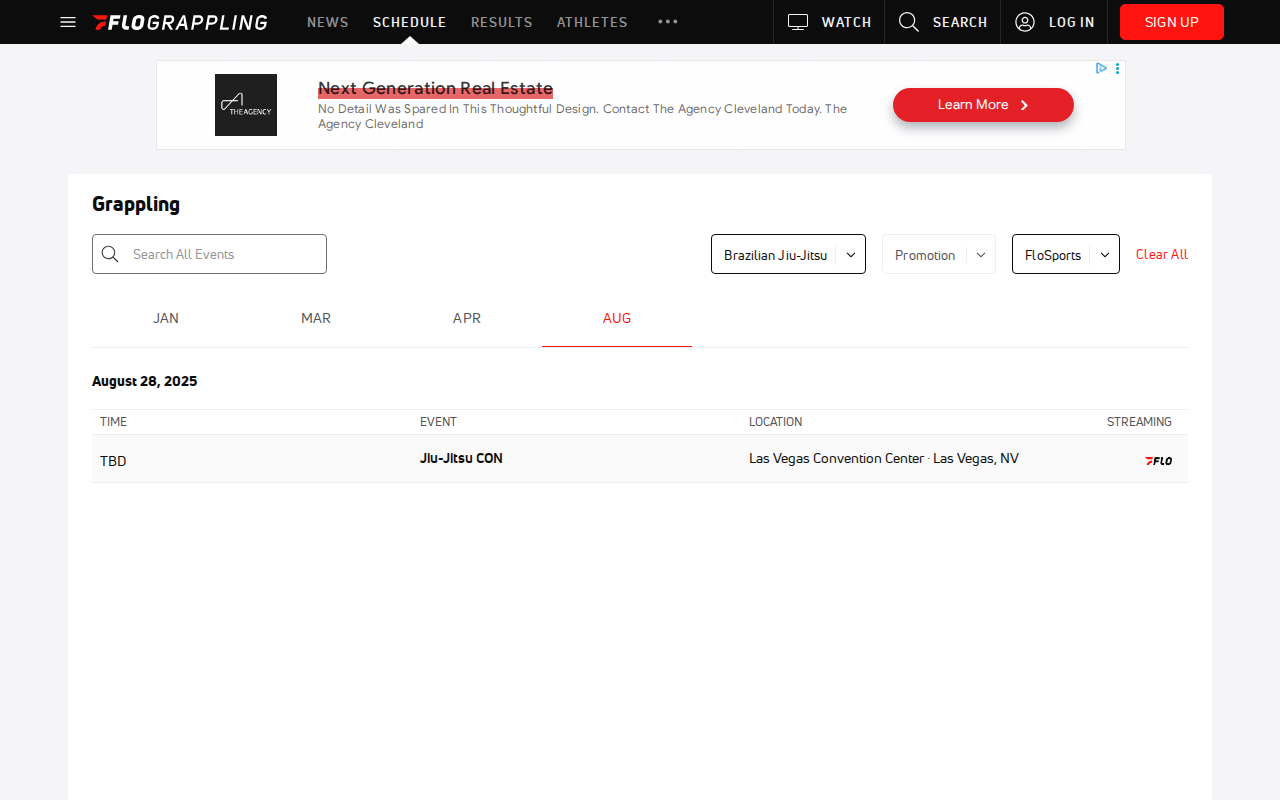 FLOGRAPPLING NEWS SCHEDULE RESULTS ATHLETES WATCH SEARCH LOG IN SIGN UP
THE AGENCY
Next Generation Real Estate
No Detail Was Spared In This Thoughtful Design. Contact The Agency Cleveland Today. The
Agency Cleveland
Learn More
Grappling
Search All Events Brazilian Jiu-Jitsu Promotion FloSports Clear All
JAN MAR APR AUG
August 28, 2025
TIME EVENT LOCATION STREAMING
TBD Jiu-Jitsu CON Las Vegas Convention Center · Las Vegas, NV FLO